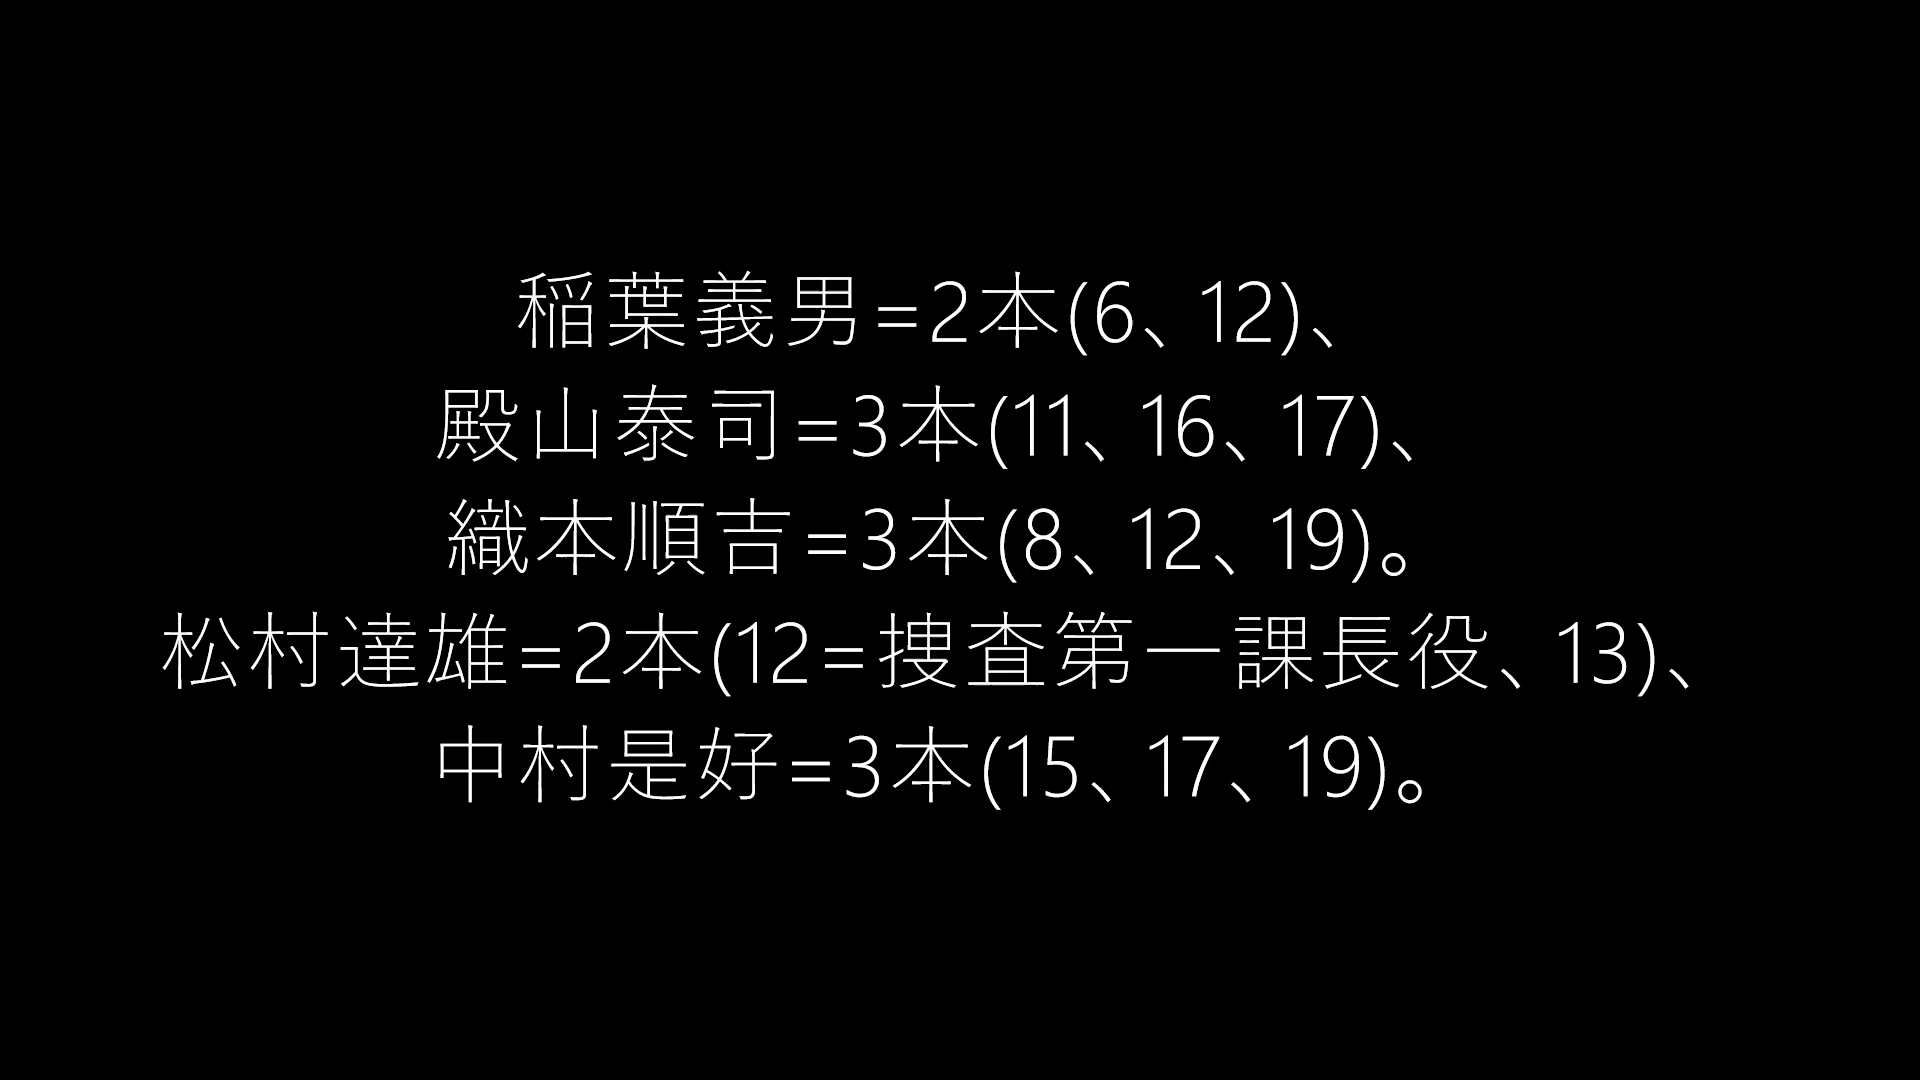 稲葉義男=2本(6、12)、
殿山泰司=3本(11、16、17)、
織本順吉=3本(8、12、19)。
松村達雄=2本(12=捜査第一課長役、13)、
中村是好=3本(15、17、19)。